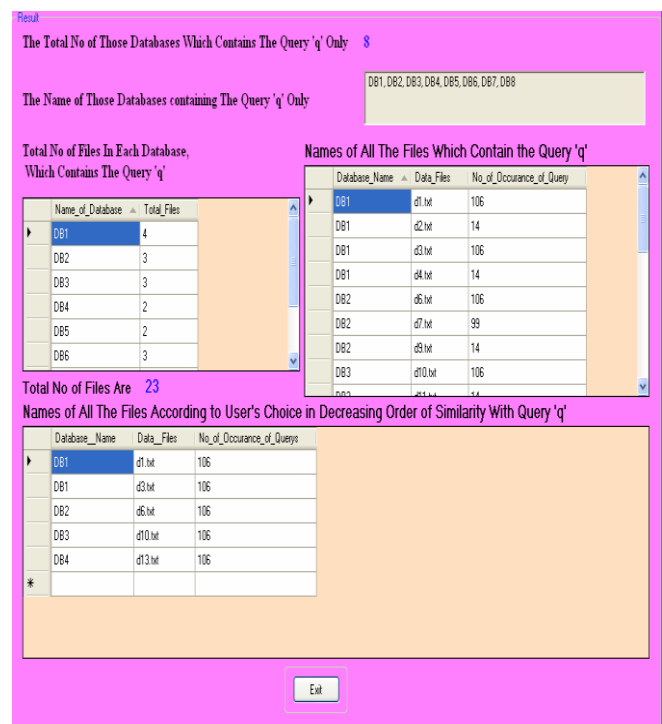 Result
The Total No of Those Databases Which Contains The Query 'q' Only 8
DB1, DB2, DB3, DB4, DB5, DB6, DB7, DB8
The Name of Those Databases containing The Query 'q' Only
Total No of Files In Each Database,
Which Contains The Query 'q'
Name_of_Database Total_Files
DB1 4
DB2 3
DB3 3
DB4 2
DB5 2
DB6 3
Names of All The Files Which Contain the Query 'q'
Database_Name Data_Files No_of_Occurance_of_Query
DB1 d1.txt 106
DB1 d2.txt 14
DB1 d3.txt 106
DB1 d4.txt 14
DB2 d6.txt 106
DB2 d7.txt 99
DB2 d9.txt 14
DB3 d10.txt 106
DB3 d11.txt 14
Total No of Files Are 23
Names of All The Files According to User's Choice in Decreasing Order of Similarity With Query 'q'
Database__Name Data__Files No_of_Occurance_of_Querys
DB1 d1.txt 106
DB1 d3.txt 106
DB2 d6.txt 106
DB3 d10.txt 106
DB4 d13.txt 106
Exit